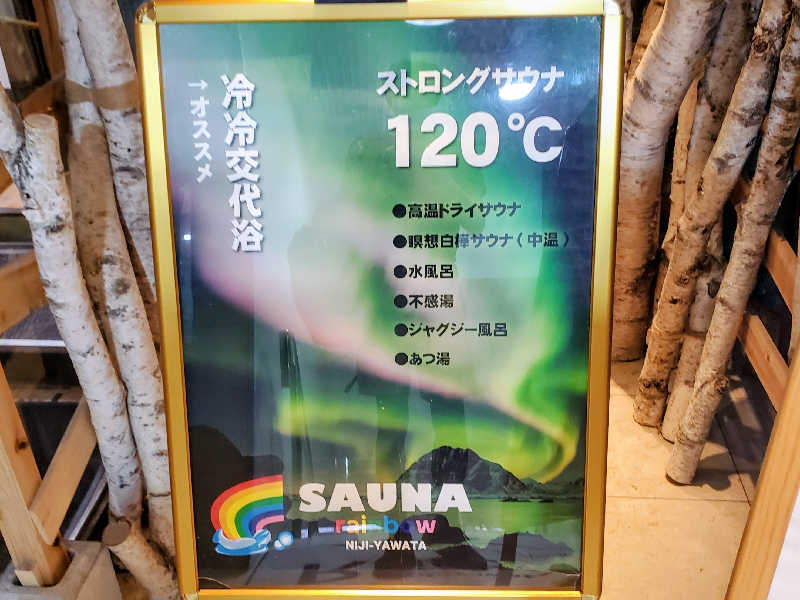 ストロングサウナ
120℃
冷冷交代浴
→オススメ
●高温ドライサウナ
●瞑想白樺サウナ(中温)
●水風呂
●不感湯
●ジャグジー風呂
●あつ湯
SAUNA
rai-bow
NIJI-YAWATA